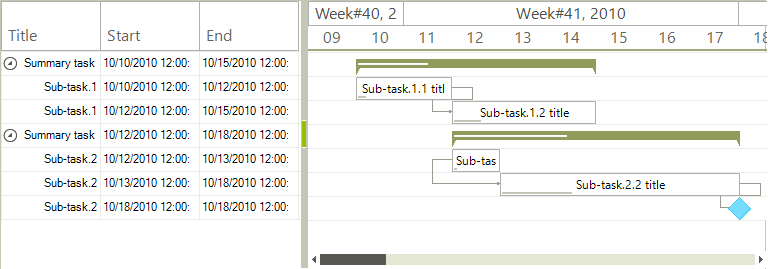 Week#40, 2 Week#41, 2010
Title Start End 09 10 11 12 13 14 15 16 17 18
Summary task 10/10/2010 12:00: 10/15/2010 12:00:
Sub-task.1 10/10/2010 12:00: 10/12/2010 12:00: Sub-task.1.1 titl
Sub-task.1 10/12/2010 12:00: 10/15/2010 12:00: Sub-task.1.2 title
Summary task 10/12/2010 12:00: 10/18/2010 12:00:
Sub-task.2 10/12/2010 12:00: 10/13/2010 12:00: Sub-tas
Sub-task.2 10/13/2010 12:00: 10/18/2010 12:00: Sub-task.2.2 title
Sub-task.2 10/18/2010 12:00: 10/18/2010 12:00: